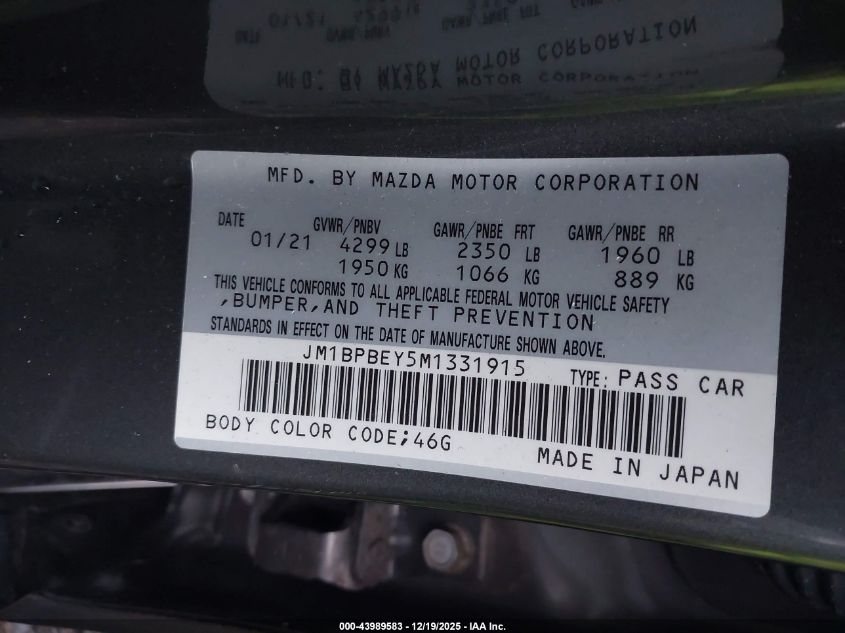 MFD. BY MAZDA MOTOR CORPORATION
DATE GVWR/PNBV GAWR/PNBE FRT GAWR/PNBE RR
01/21 4299 LB 2350 LB 1960 LB
1950 KG 1066 KG 889 KG
THIS VEHICLE CONFORMS TO ALL APPLICABLE FEDERAL MOTOR VEHICLE SAFETY
,BUMPER,AND THEFT PREVENTION
STANDARDS IN EFFECT ON THE DATE OF MANUFACTURE SHOWN ABOVE.
JM1BPBEY5M1331915 TYPE: PASS CAR
BODY COLOR CODE;46G
MADE IN JAPAN
000-43989583 - 12/19/2025 - IAA Inc.